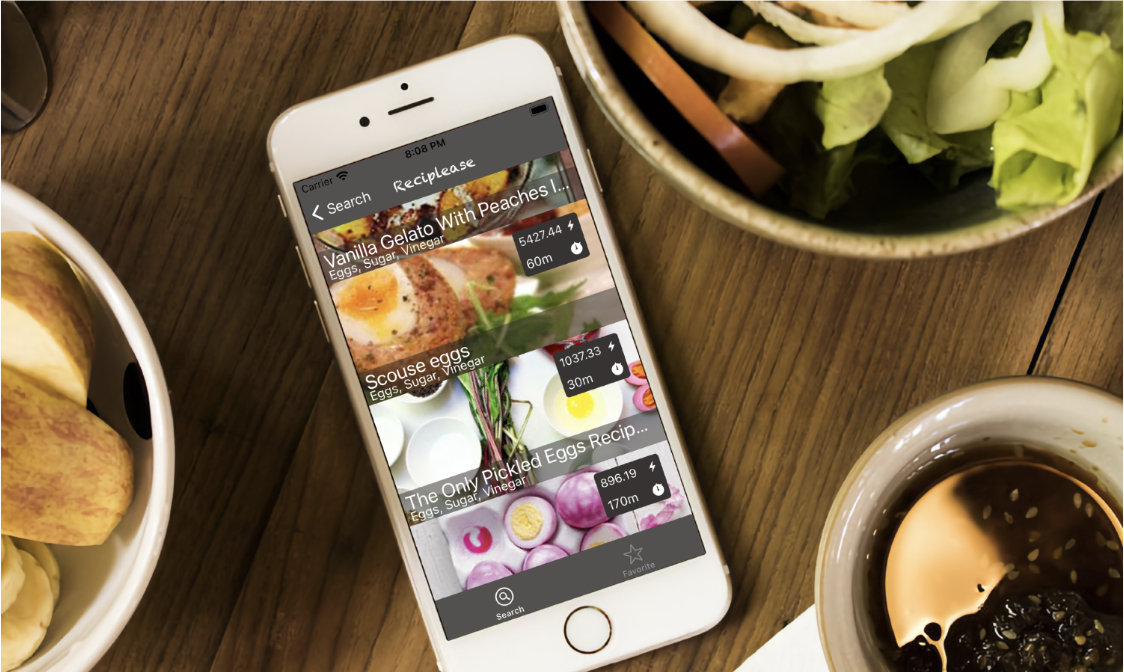 Carrier
8:08 PM
Search
Reciplease
Vanilla Gelato With Peaches I...
Eggs, Sugar, Vinegar
5427.44
60m
Scouse eggs
Eggs, Sugar, Vinegar
1037.33
30m
The Only Pickled Eggs Recip...
Eggs, Sugar, Vinegar
896.19
170m
Search
Favorite